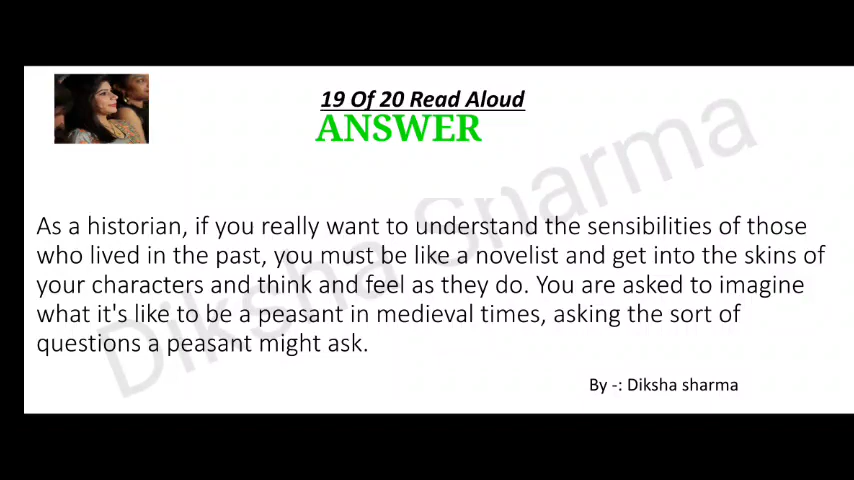 19 Of 20 Read Aloud
ANSWER
As a historian, if you really want to understand the sensibilities of those
who lived in the past, you must be like a novelist and get into the skins of
your characters and think and feel as they do. You are asked to imagine
what it's like to be a peasant in medieval times, asking the sort of
questions a peasant might ask.
By -: Diksha sharma
Diksha Sharma